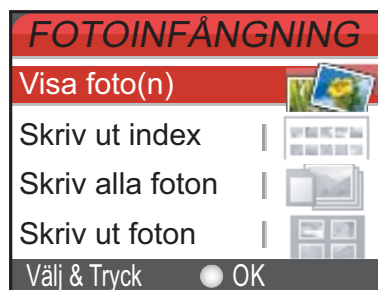 FOTOINFÅNGNING
Visa foto(n)
Skriv ut index
Skriv alla foton
Skriv ut foton
Välj & Tryck OK